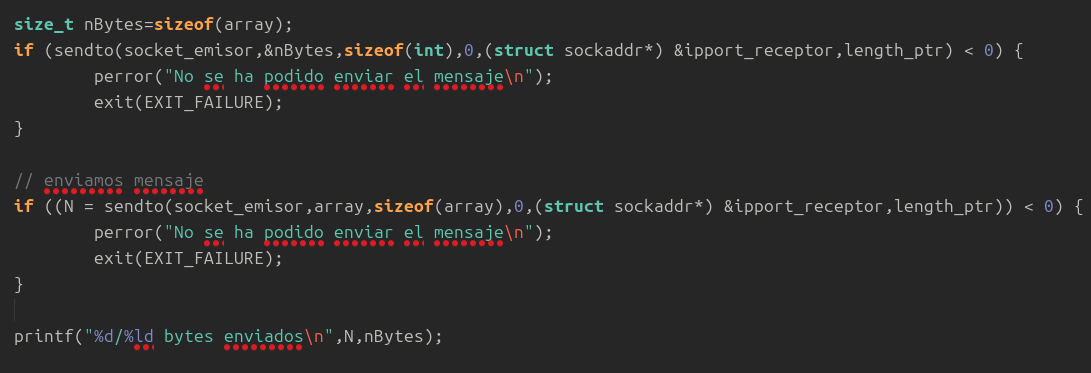 size_t nBytes=sizeof(array);
if (sendto(socket_emisor,&nBytes,sizeof(int),0,(struct sockaddr*) &ipport_receptor,length_ptr) < 0) {
        perror("No se ha podido enviar el mensaje\n");
        exit(EXIT_FAILURE);
}

// enviamos mensaje
if ((N = sendto(socket_emisor,array,sizeof(array),0,(struct sockaddr*) &ipport_receptor,length_ptr)) < 0) {
        perror("No se ha podido enviar el mensaje\n");
        exit(EXIT_FAILURE);
}

printf("%d/%ld bytes enviados\n",N,nBytes);